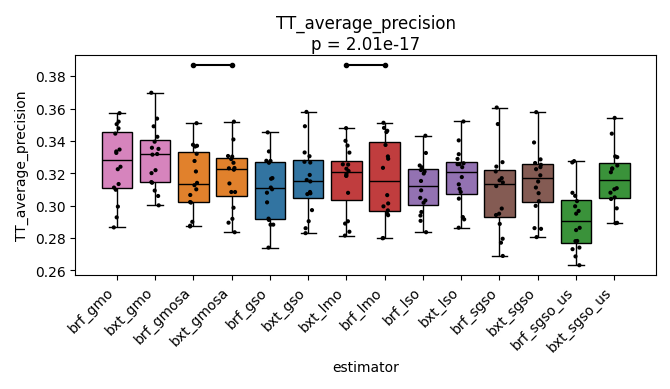 TT_average_precision
p = 2.01e-17
TT_average_precision
0.38
0.36
0.34
0.32
0.30
0.28
0.26
brf_gmo
bxt_gmo
brf_gmosa
bxt_gmosa
brf_gso
bxt_gso
bxt_lmo
brf_lmo
brf_lso
bxt_lso
brf_sgso
bxt_sgso
brf_sgso_us
bxt_sgso_us
estimator